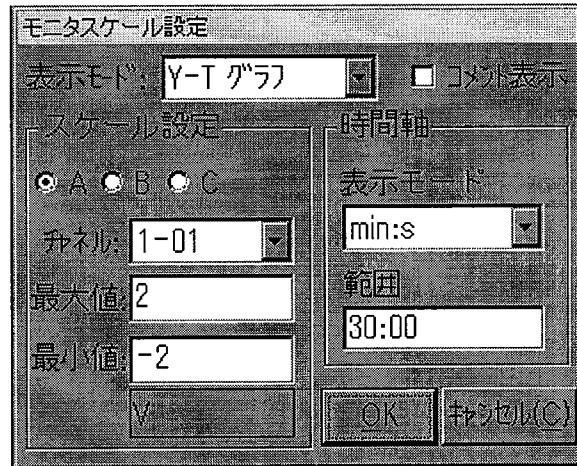 モニタスケール設定
表示モード: Y-T グラフ コメント表示
スケール設定
A B C
チャネル: 1-01
最大値: 2
最小値: -2
V
時間軸
表示モード
min:s
範囲
30:00
OK キャンセル(C)